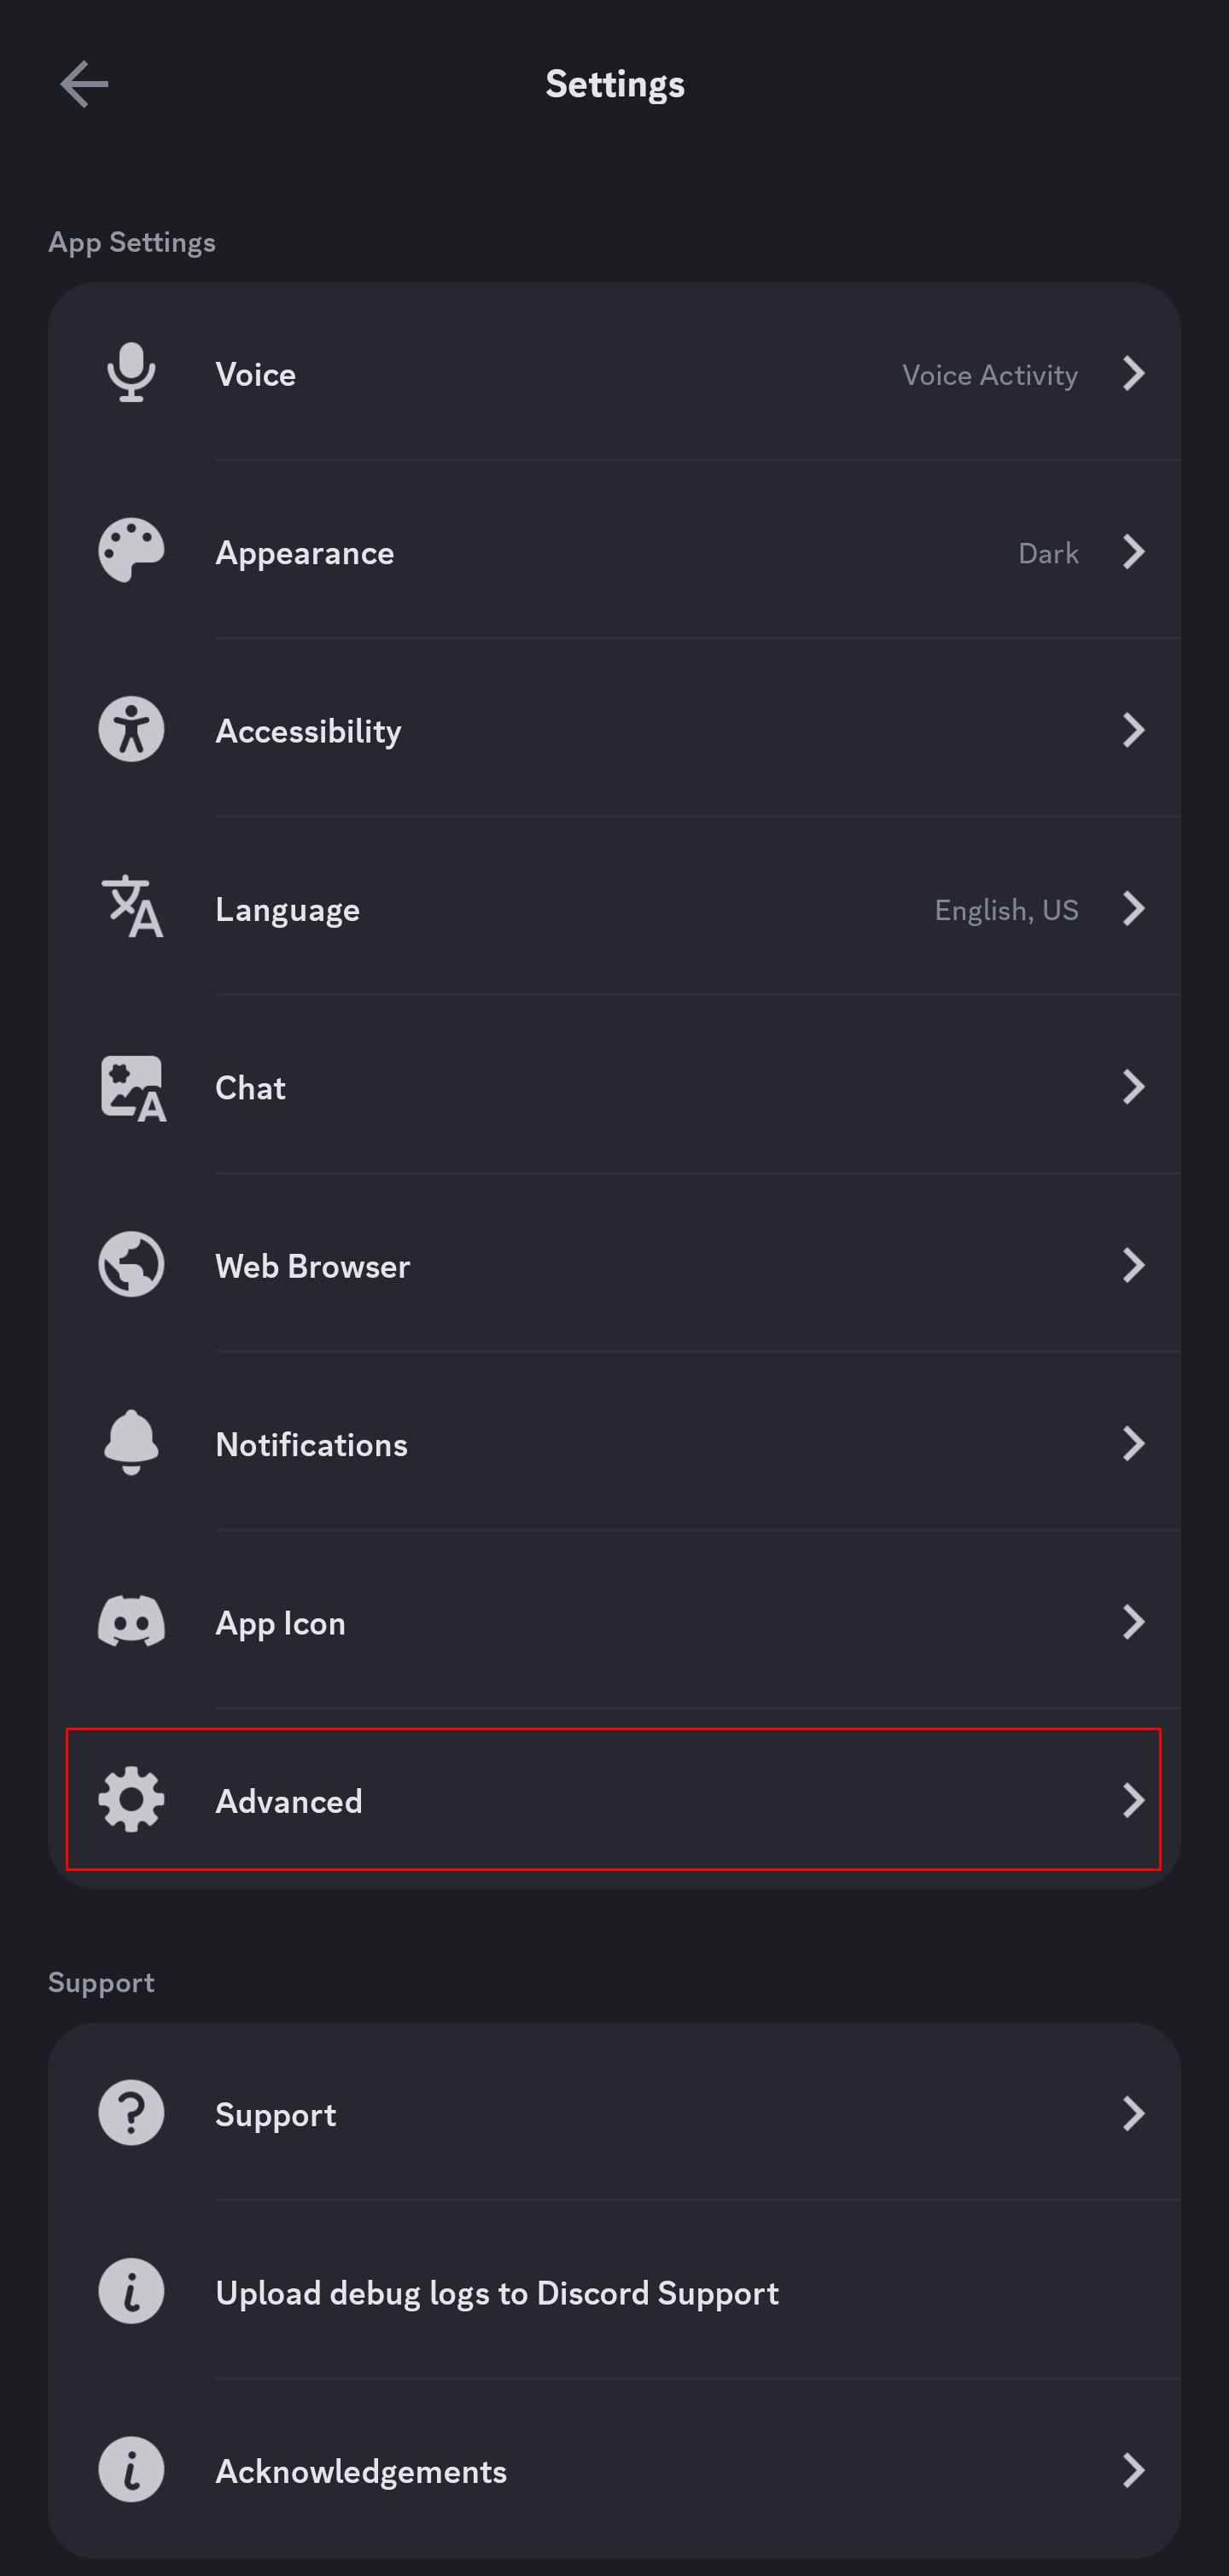 Settings
App Settings
Voice Voice Activity
Appearance Dark
Accessibility
Language English, US
Chat
Web Browser
Notifications
App Icon
Advanced
Support
Support
Upload debug logs to Discord Support
Acknowledgements